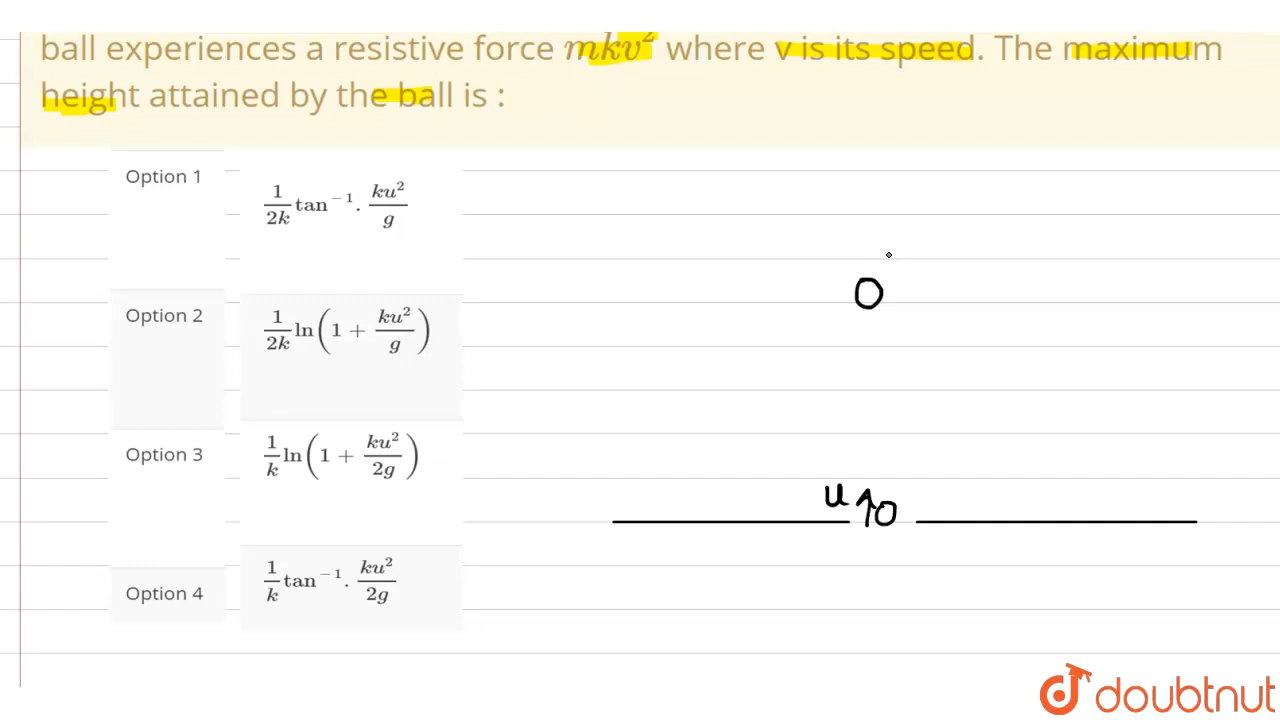 ball experiences a resistive force mkv² where v is its speed. The maximum
height attained by the ball is :
Option 1
1/2k tan⁻¹. ku²/g
Option 2
1/2k ln(1 + ku²/g)
Option 3
1/k ln(1 + ku²/2g)
Option 4
1/k tan⁻¹. ku²/2g
u
doubtnut